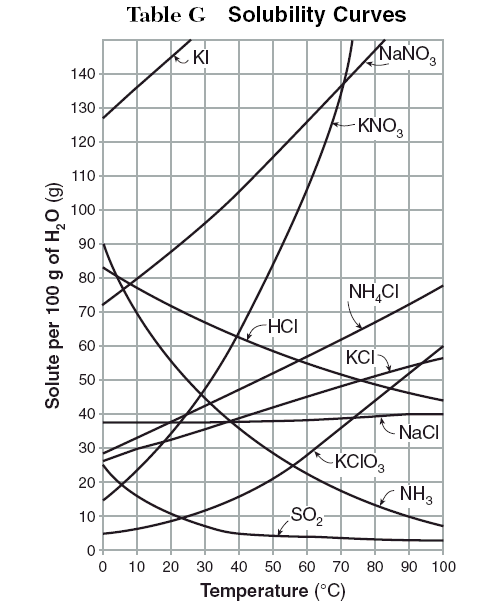 Table G Solubility Curves
KI
NaNO₃
KNO₃
NH₄Cl
HCl
KCl
NaCl
KClO₃
NH₃
SO₂
Solute per 100 g of H₂O (g)
140
130
120
110
100
90
80
70
60
50
40
30
20
10
0
0 10 20 30 40 50 60 70 80 90 100
Temperature (°C)